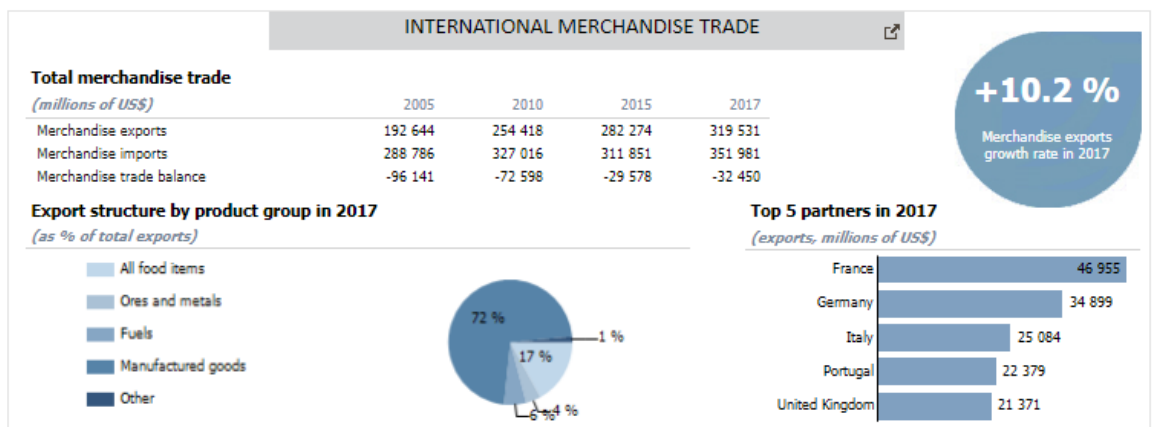 INTERNATIONAL MERCHANDISE TRADE
+10.2 %
Merchandise exports
growth rate in 2017
Total merchandise trade
(millions of US$) 2005 2010 2015 2017
Merchandise exports 192 644 254 418 282 274 319 531
Merchandise imports 288 786 327 016 311 851 351 981
Merchandise trade balance -96 141 -72 598 -29 578 -32 450
Export structure by product group in 2017
(as % of total exports)
All food items
Ores and metals
Fuels
Manufactured goods
Other
72 %
1 %
17 %
4 %
Top 5 partners in 2017
(exports, millions of US$)
France 46 955
Germany 34 899
Italy 25 084
Portugal 22 379
United Kingdom 21 371